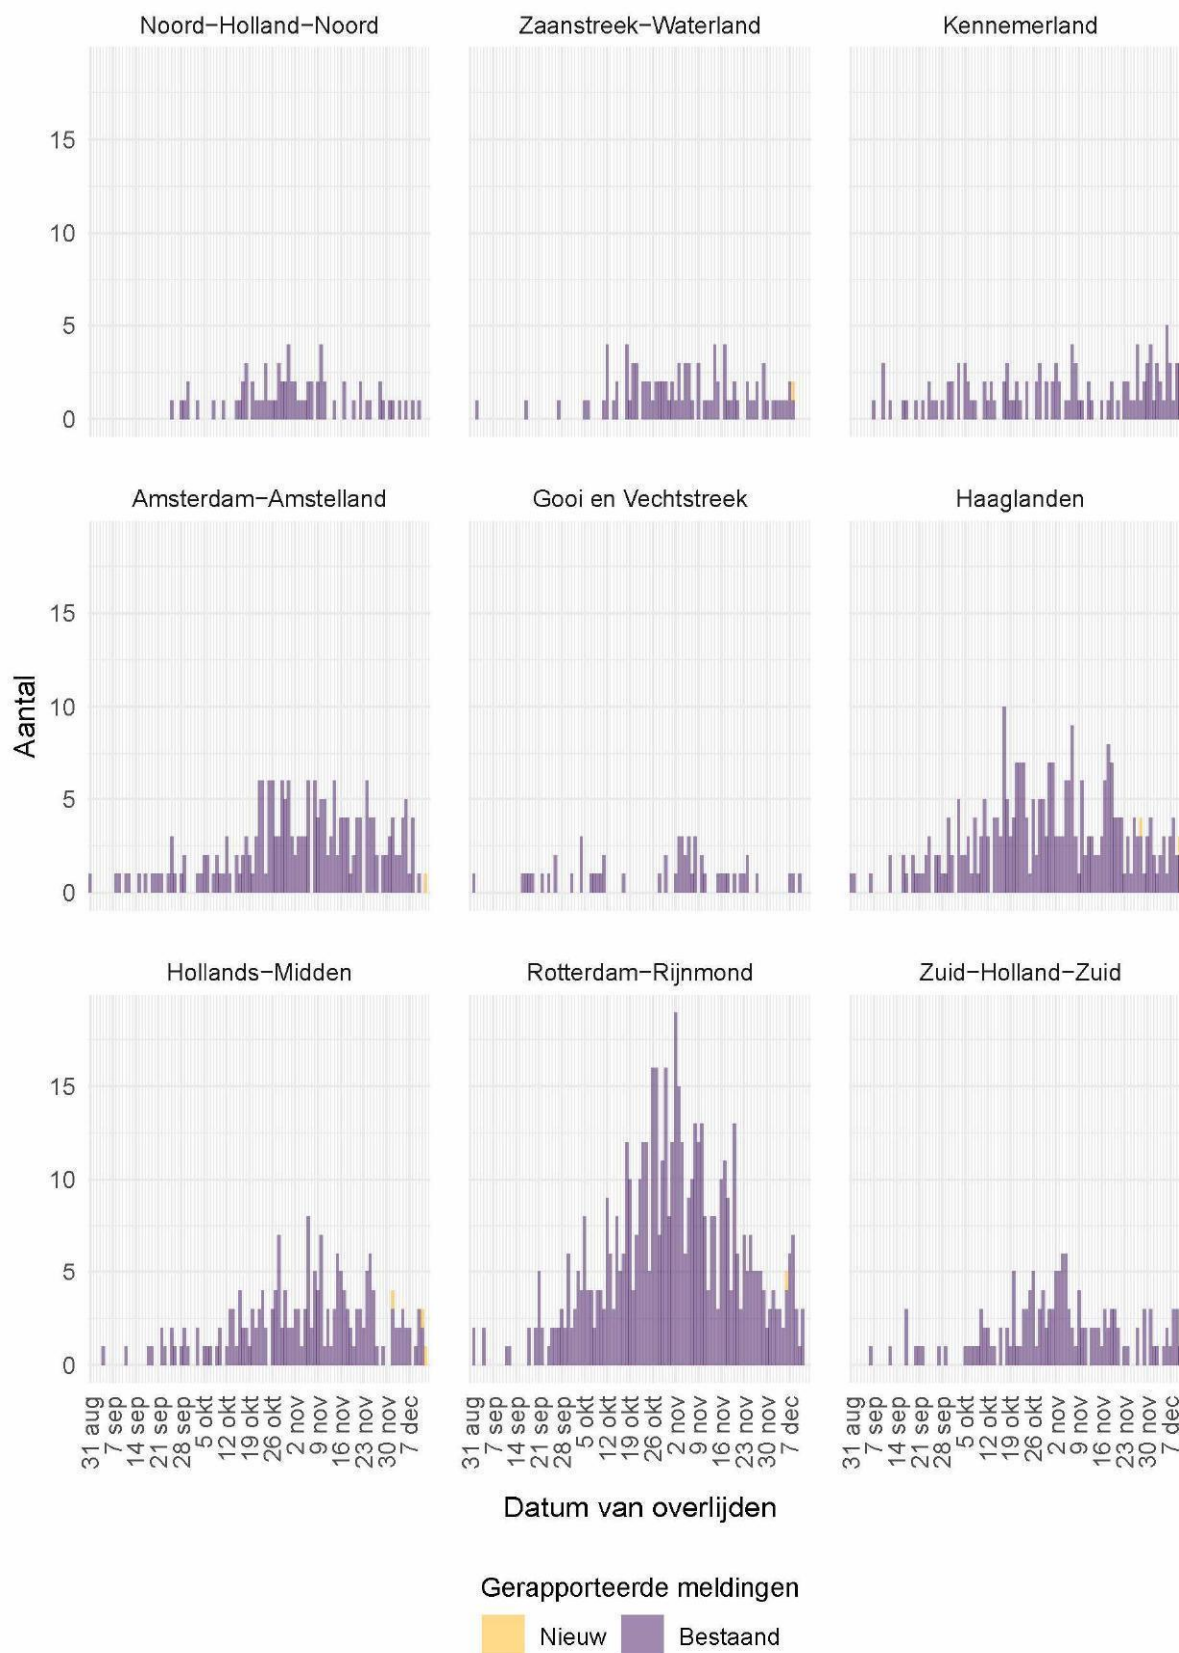 Noord-Holland-Noord
Zaanstreek-Waterland
Kennemerland
15
10
5
0
Amsterdam-Amstelland
Gooi en Vechtstreek
Haaglanden
Aantal
15
10
5
0
Hollands-Midden
Rotterdam-Rijnmond
Zuid-Holland-Zuid
15
10
5
0
31 aug
7 sep
14 sep
21 sep
28 sep
5 okt
12 okt
19 okt
26 okt
2 nov
9 nov
16 nov
23 nov
30 nov
7 dec
31 aug
7 sep
14 sep
21 sep
28 sep
5 okt
12 okt
19 okt
26 okt
2 nov
9 nov
16 nov
23 nov
30 nov
7 dec
31 aug
7 sep
14 sep
21 sep
28 sep
5 okt
12 okt
19 okt
26 okt
2 nov
9 nov
16 nov
23 nov
30 nov
7 dec
Datum van overlijden
Gerapporteerde meldingen
Nieuw
Bestaand